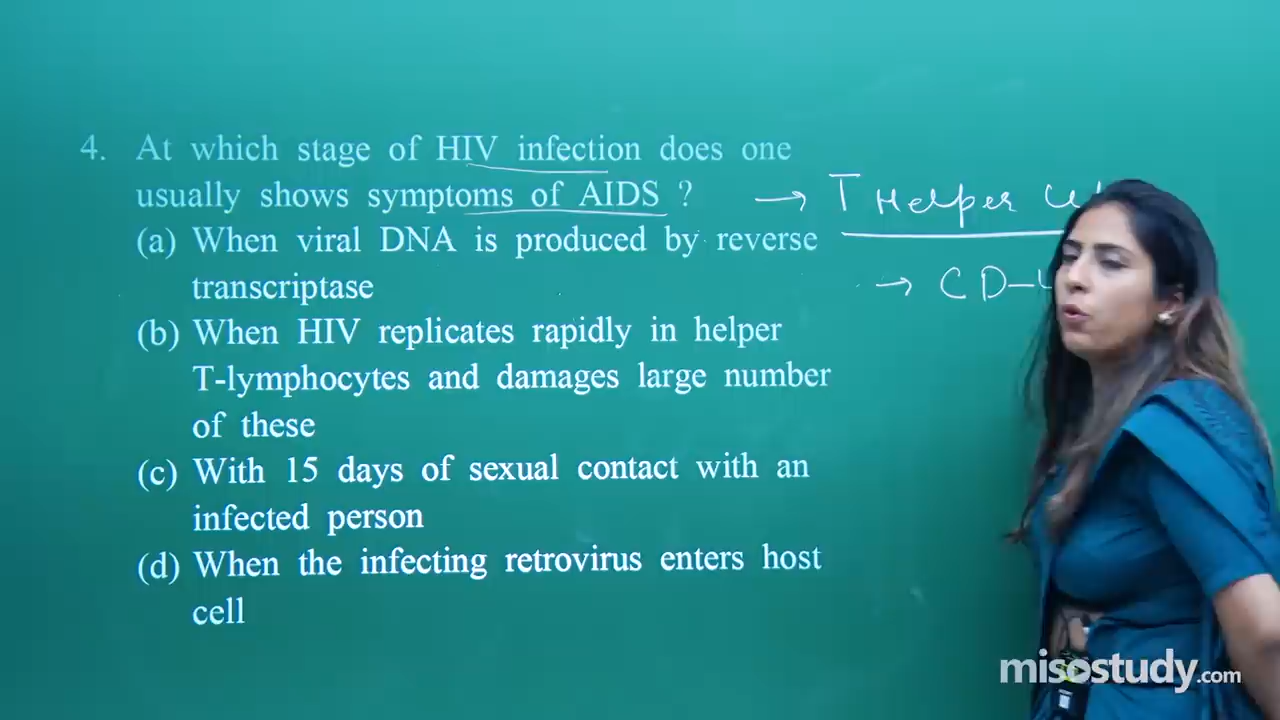 4. At which stage of HIV infection does one
usually shows symptoms of AIDS ?
(a) When viral DNA is produced by reverse
transcriptase
(b) When HIV replicates rapidly in helper
T-lymphocytes and damages large number
of these
(c) With 15 days of sexual contact with an
infected person
(d) When the infecting retrovirus enters host
cell
→ T Helper
→ CD-4
misostudy.com